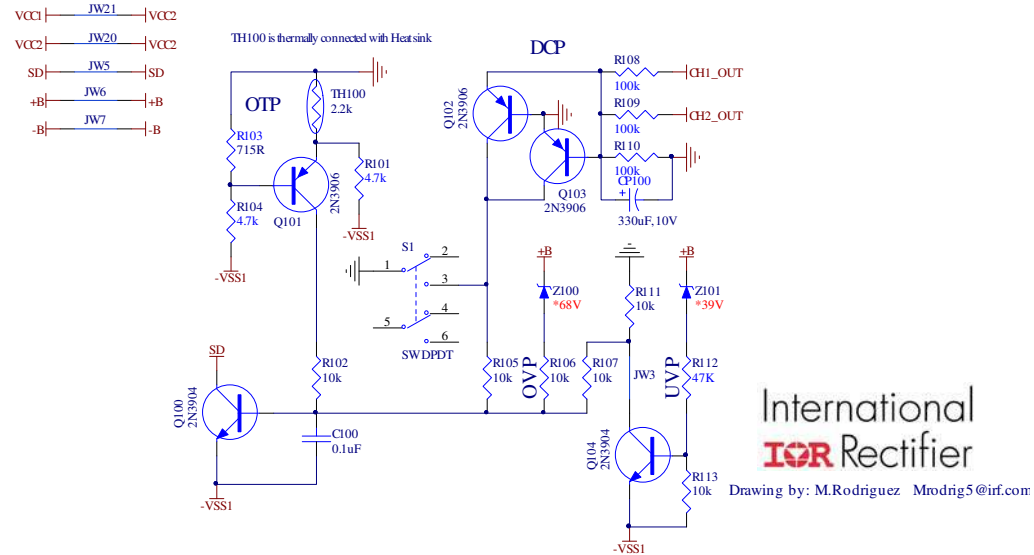 VCC1 JW21 VCC2
VCC2 JW20 VCC2
SD JW5 SD
+B JW6 +B
-B JW7 -B
TH100 is thermally connected with Heatsink
OTP
TH100
2.2k
R103
715R
R104
4.7k
-VSS1
Q101
2N3906
R101
4.7k
-VSS1
DCP
Q102
2N3906
Q103
2N3906
R108
100k
CH1_OUT
R109
100k
CH2_OUT
R110
100k
CP100
+
330uF, 10V
S1
1
2
3
4
5
6
SWDPDT
+B
Z100
*68V
R111
10k
+B
Z101
*39V
SD
Q100
2N3904
R102
10k
C100
0.1uF
-VSS1
R105
10k
OVP
R106
10k
R107
10k
JW3
UVP
R112
47K
Q104
2N3904
R113
10k
-VSS1
International
IOR Rectifier
Drawing by: M.Rodriguez Mrodrig5@irf.com